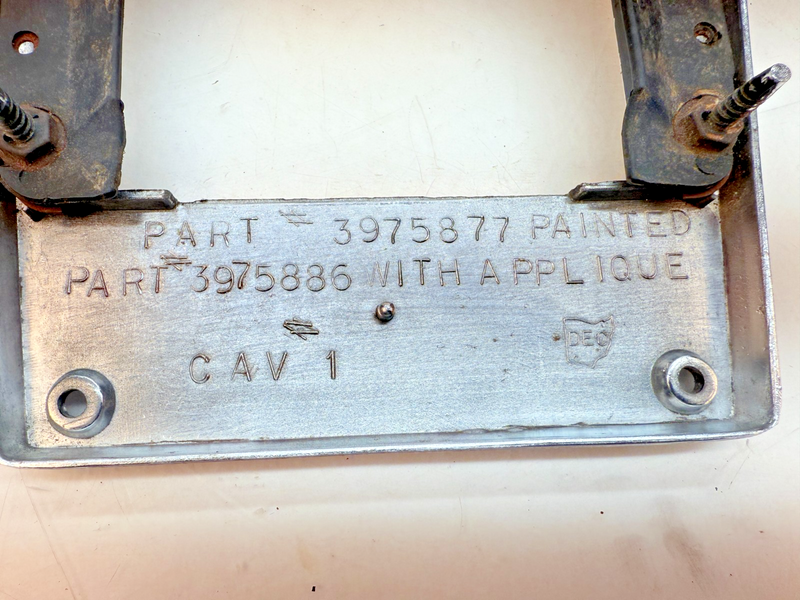 PART 3975877 PAINTED
PART 3975886 WITH APPLIQUE
CAV 1
DEC